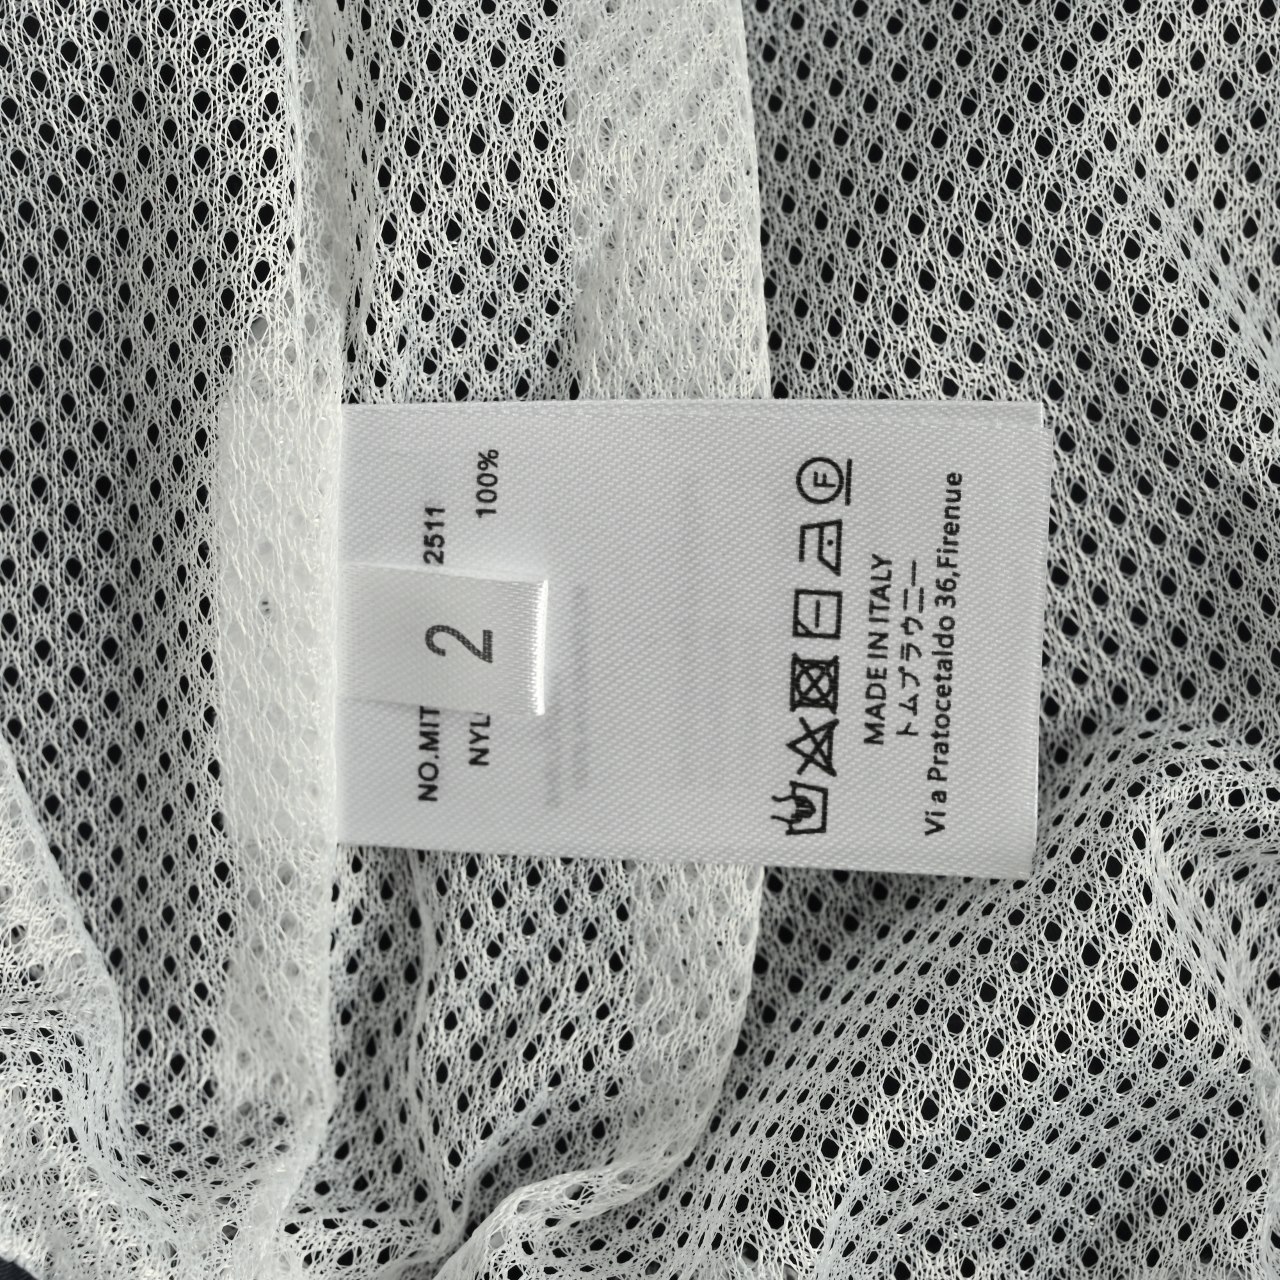 NO.MIT 2511
2
NYL 100%
F
MADE IN ITALY
トムブラウニー
Via Pratocetaldo 36,Firenue